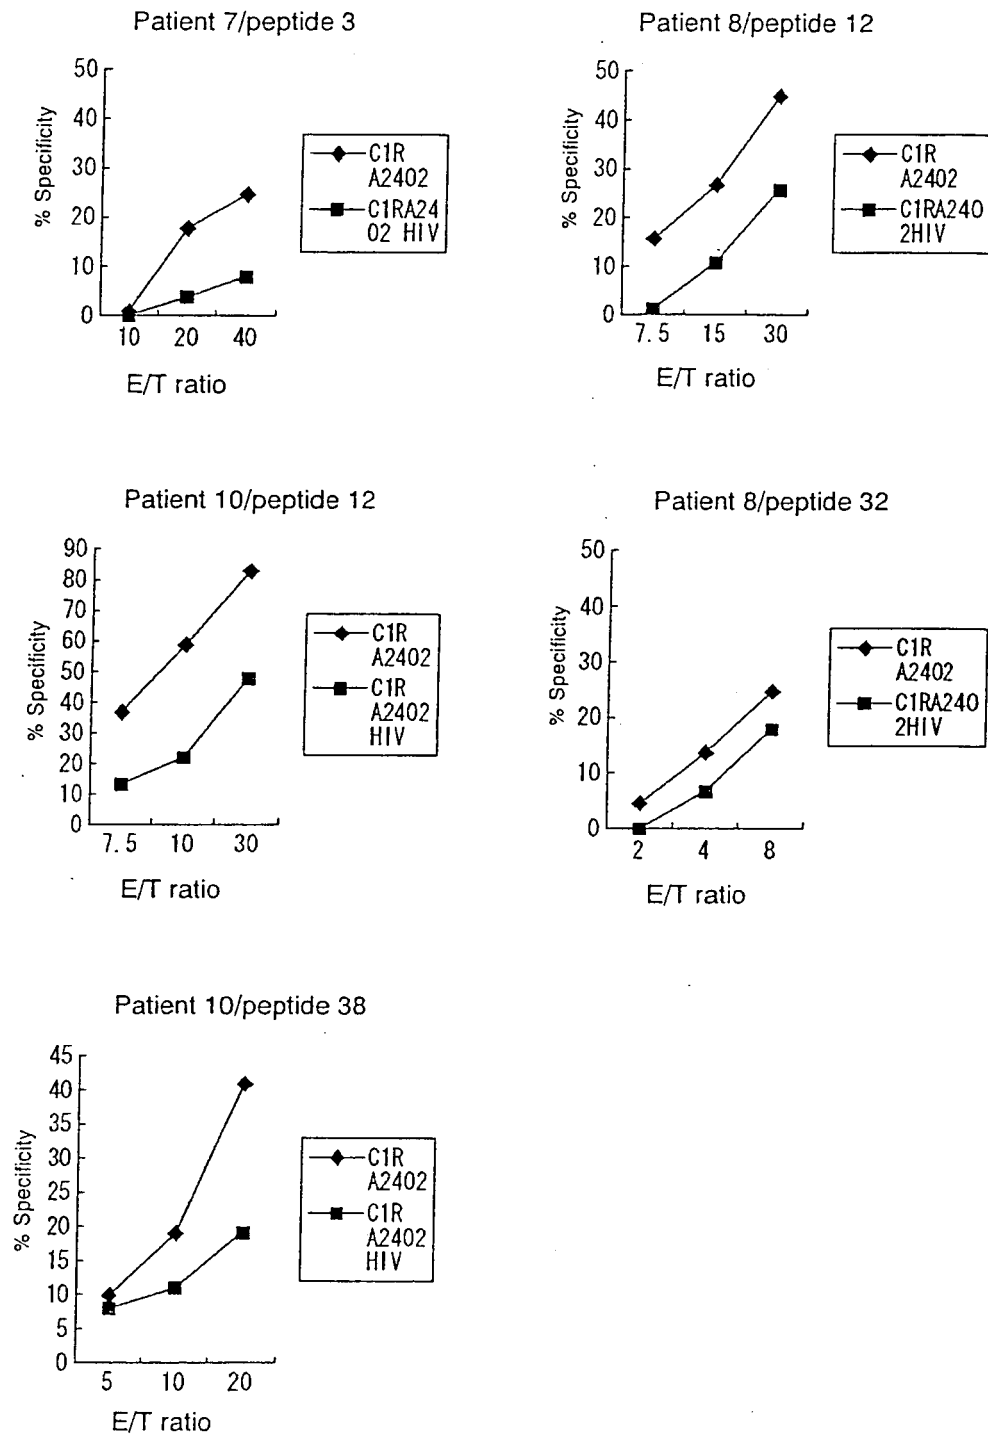 Patient 7/peptide 3
% Specificity
50
40
30
20
10
0
10 20 40
E/T ratio
C1R
A2402
C1RA24
02 HIV
Patient 8/peptide 12
% Specificity
50
40
30
20
10
0
7.5 15 30
E/T ratio
C1R
A2402
C1RA240
2HIV
Patient 10/peptide 12
% Specificity
90
80
70
60
50
40
30
20
10
0
7.5 10 30
E/T ratio
C1R
A2402
C1R
A2402
HIV
Patient 8/peptide 32
% Specificity
50
40
30
20
10
0
2 4 8
E/T ratio
C1R
A2402
C1RA240
2HIV
Patient 10/peptide 38
% Specificity
45
40
35
30
25
20
15
10
5
0
5 10 20
E/T ratio
C1R
A2402
C1R
A2402
HIV